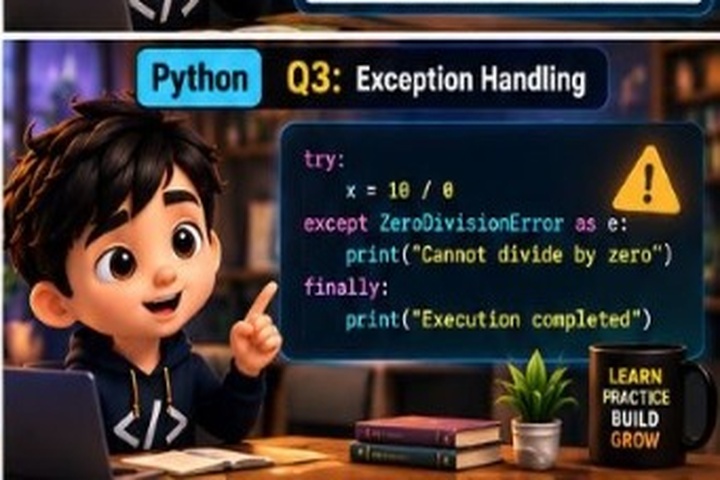 Python Q3: Exception Handling
try:
    x = 10 / 0
except ZeroDivisionError as e:
    print("Cannot divide by zero")
finally:
    print("Execution completed")
</>
LEARN
PRACTICE
BUILD
GROW